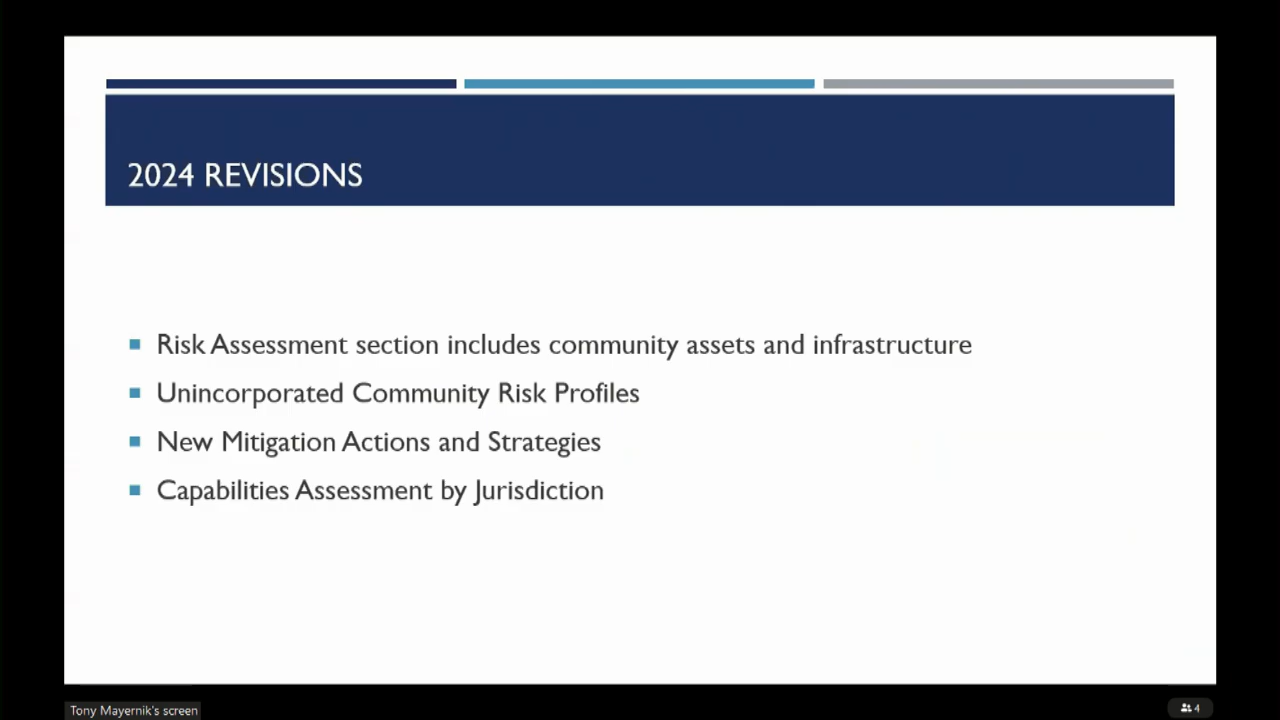 2024 REVISIONS
Risk Assessment section includes community assets and infrastructure
Unincorporated Community Risk Profiles
New Mitigation Actions and Strategies
Capabilities Assessment by Jurisdiction
Tony Mayernik's screen
4